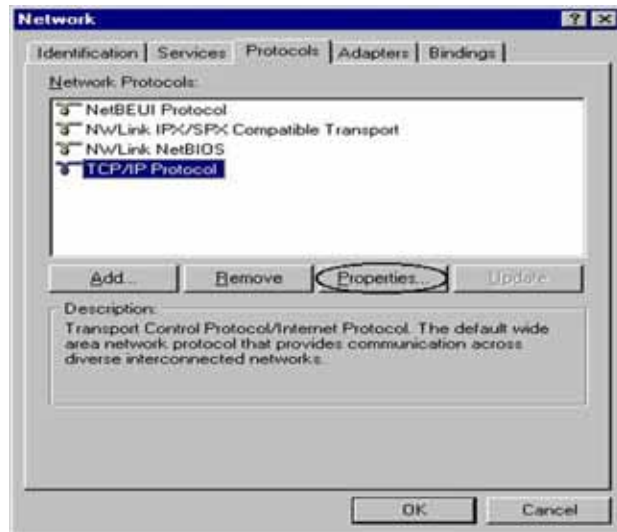 Network
Identification Services Protocols Adapters Bindings
Network Protocols:
NetBEUI Protocol
NWLink IPX/SPX Compatible Transport
NWLink NetBIOS
TCP/IP Protocol
Add... Remove Properties... Update
Description:
Transport Control Protocol/Internet Protocol. The default wide
area network protocol that provides communication across
diverse interconnected networks.
OK Cancel